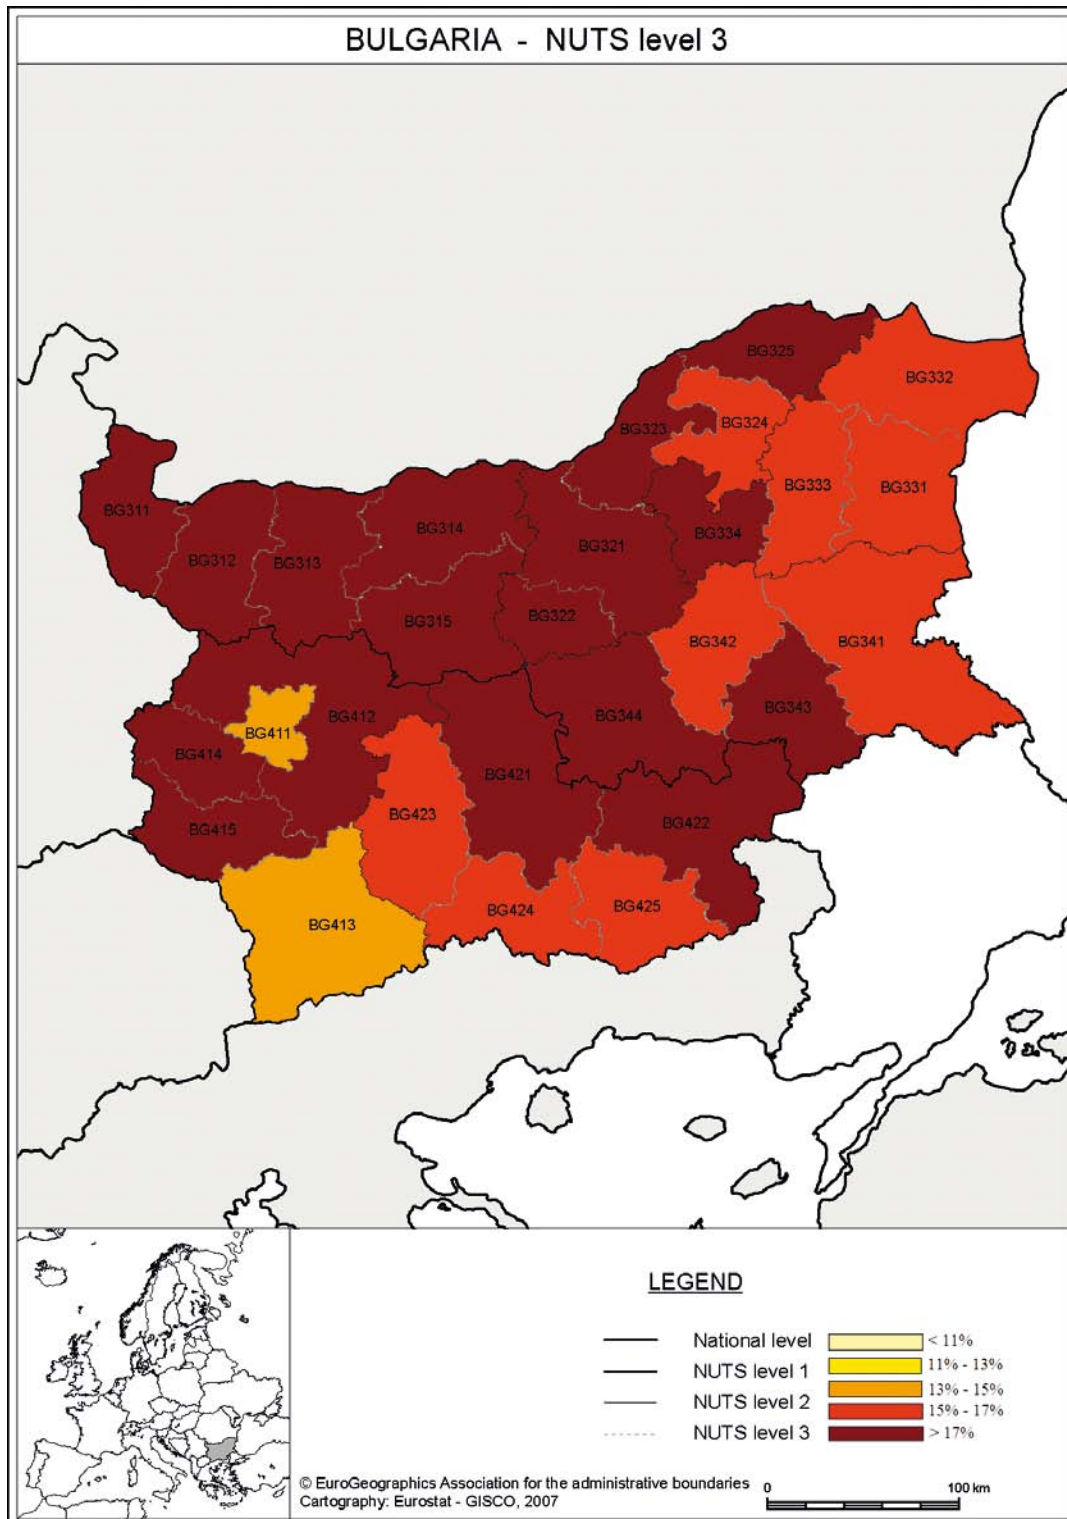 BULGARIA - NUTS level 3
BG325
BG332
BG324
BG323
BG333
BG331
BG311
BG314
BG334
BG321
BG312
BG313
BG322
BG315
BG342
BG341
BG343
BG344
BG412
BG411
BG414
BG421
BG423
BG422
BG415
BG425
BG424
BG413
LEGEND
National level < 11%
NUTS level 1 11% - 13%
NUTS level 2 13% - 15%
NUTS level 3 15% - 17%
> 17%
© EuroGeographics Association for the administrative boundaries
Cartography: Eurostat - GISCO, 2007
0 100 km